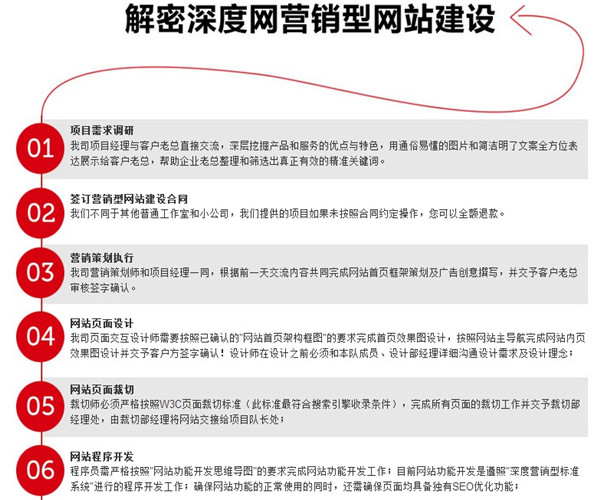 解密深度网营销型网站建设
01
项目需求调研
我司项目经理与客户老总直接交流，深层挖掘产品和服务的优点与特色，用通俗易懂的图片和简洁明了文案全方位表
达展示给客户老总，帮助企业老总整理和筛选出真正有效的精准关键词。
02
签订营销型网站建设合同
我们不同于其他普通工作室和小公司，我们提供的项目如果未按照合同约定操作，您可以全额退款。
03
营销策划执行
我司营销策划师和项目经理一同，根据前一天交流内容共同完成网站首页框架策划及广告创意撰写，并交予客户老总
审核签字确认。
04
网站页面设计
我司页面交互设计师需要按照已确认的"网站首页架构框图"的要求完成首页效果图设计，按照网站主导航完成网站内页
效果图设计并交予客户方签字确认！设计师在设计之前必须和本队成员、设计部经理详细沟通设计需求及设计理念；
05
网站页面裁切
裁切师必须严格按照W3C页面裁切标准（此标准最符合搜索引擎收录条件），完成所有页面的裁切工作并交予裁切部
经理处，由裁切部经理将网站交接给项目队长处；
06
网站程序开发
程序员需严格按照"网站功能开发思维导图"的要求完成网站功能开发工作；目前网站功能开发是遵照"深度营销型标准
系统"进行的程序开发工作；确保网站功能的正常使用的同时，还需确保页面均具备独有SEO优化功能；